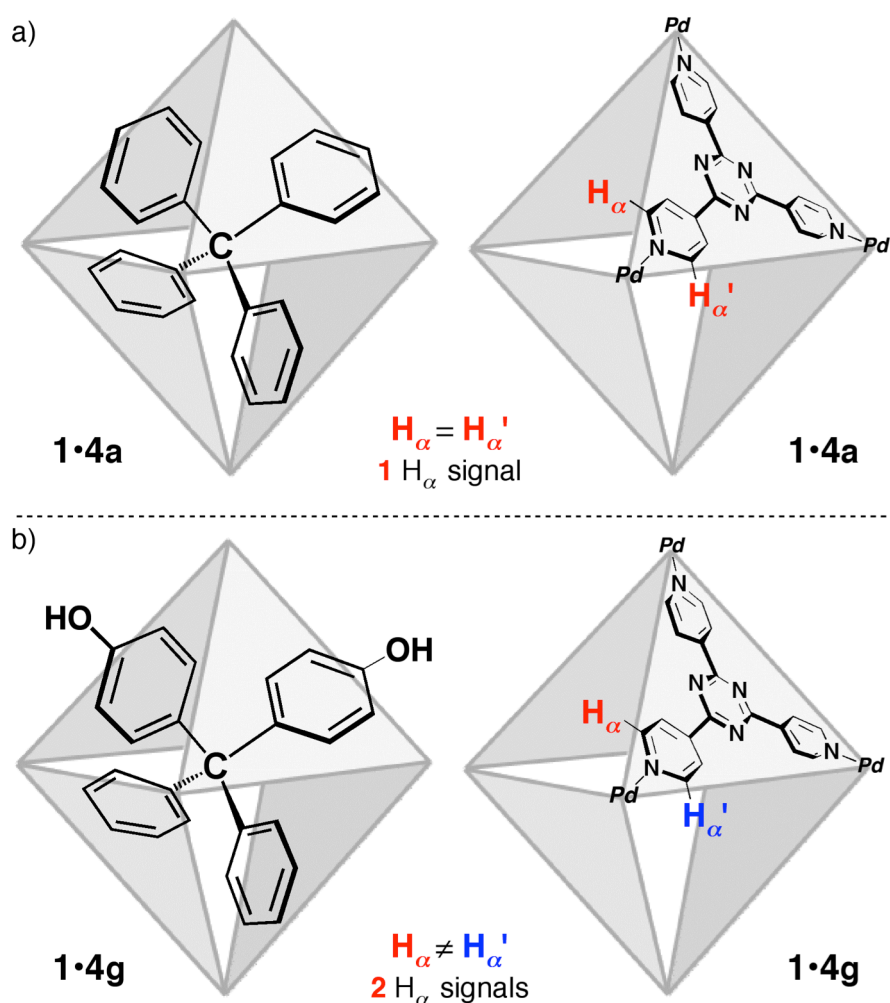 a)
C
1•4a
Pd
N
N
N
N
N
N
Pd
Pd
Hα
Hα'
1•4a
Hα = Hα'
1 Hα signal
b)
HO
OH
C
1•4g
Pd
N
N
N
N
N
N
Pd
Pd
Hα
Hα'
1•4g
Hα ≠ Hα'
2 Hα signals